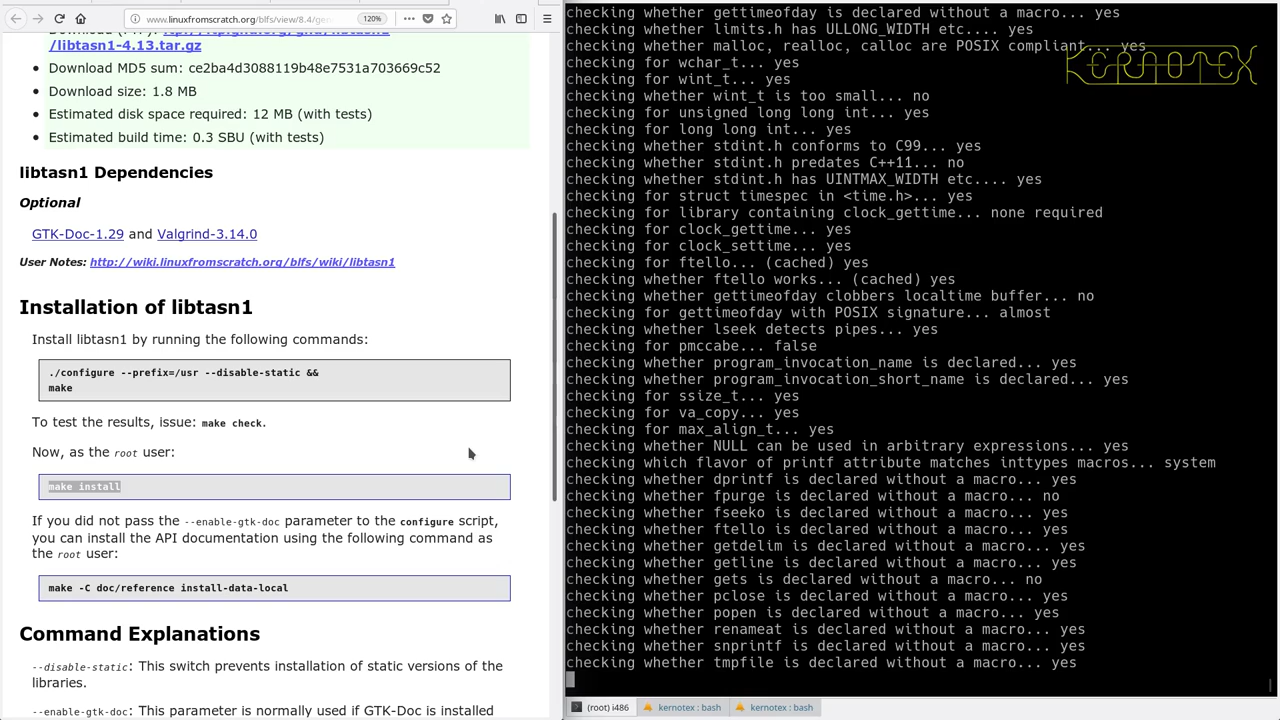 www.linuxfromscratch.org/blfs/view/8.4/gen
120%
/libtasn1-4.13.tar.gz
Download MD5 sum: ce2ba4d3088119b48e7531a703669c52
Download size: 1.8 MB
Estimated disk space required: 12 MB (with tests)
Estimated build time: 0.3 SBU (with tests)
libtasn1 Dependencies
Optional
GTK-Doc-1.29 and Valgrind-3.14.0
User Notes: http://wiki.linuxfromscratch.org/blfs/wiki/libtasn1
Installation of libtasn1
Install libtasn1 by running the following commands:
./configure --prefix=/usr --disable-static &&
make
To test the results, issue: make check.
Now, as the root user:
make install
If you did not pass the --enable-gtk-doc parameter to the configure script,
you can install the API documentation using the following command as
the root user:
make -C doc/reference install-data-local
Command Explanations
--disable-static: This switch prevents installation of static versions of the
libraries.
--enable-gtk-doc: This parameter is normally used if GTK-Doc is installed
checking whether gettimeofday is declared without a macro... yes
checking whether limits.h has ULLONG_WIDTH etc.... yes
checking whether malloc, realloc, calloc are POSIX compliant... yes
checking for wchar_t... yes
checking for wint_t... yes
checking whether wint_t is too small... no
checking for unsigned long long int... yes
checking for long long int... yes
checking whether stdint.h conforms to C99... yes
checking whether stdint.h predates C++11... no
checking whether stdint.h has UINTMAX_WIDTH etc.... yes
checking for struct timespec in <time.h>... yes
checking for library containing clock_gettime... none required
checking for clock_gettime... yes
checking for clock_settime... yes
checking for ftello... (cached) yes
checking whether ftello works... (cached) yes
checking whether gettimeofday clobbers localtime buffer... no
checking for gettimeofday with POSIX signature... almost
checking whether lseek detects pipes... yes
checking for pmccabe... false
checking whether program_invocation_name is declared... yes
checking whether program_invocation_short_name is declared... yes
checking for ssize_t... yes
checking for va_copy... yes
checking for max_align_t... yes
checking whether NULL can be used in arbitrary expressions... yes
checking which flavor of printf attribute matches inttypes macros... system
checking whether dprintf is declared without a macro... yes
checking whether fpurge is declared without a macro... no
checking whether fseeko is declared without a macro... yes
checking whether ftello is declared without a macro... yes
checking whether getdelim is declared without a macro... yes
checking whether getline is declared without a macro... yes
checking whether gets is declared without a macro... no
checking whether pclose is declared without a macro... yes
checking whether popen is declared without a macro... yes
checking whether renameat is declared without a macro... yes
checking whether snprintf is declared without a macro... yes
checking whether tmpfile is declared without a macro... yes
KERNOTEX
(root) i486
kernotex : bash
kernotex : bash